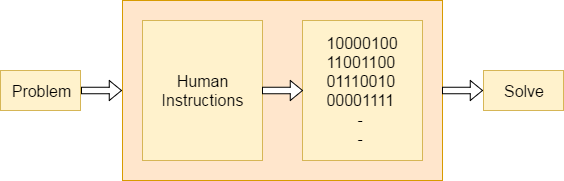 Problem
Human
Instructions
10000100
11001100
01110010
00001111
-
-
Solve